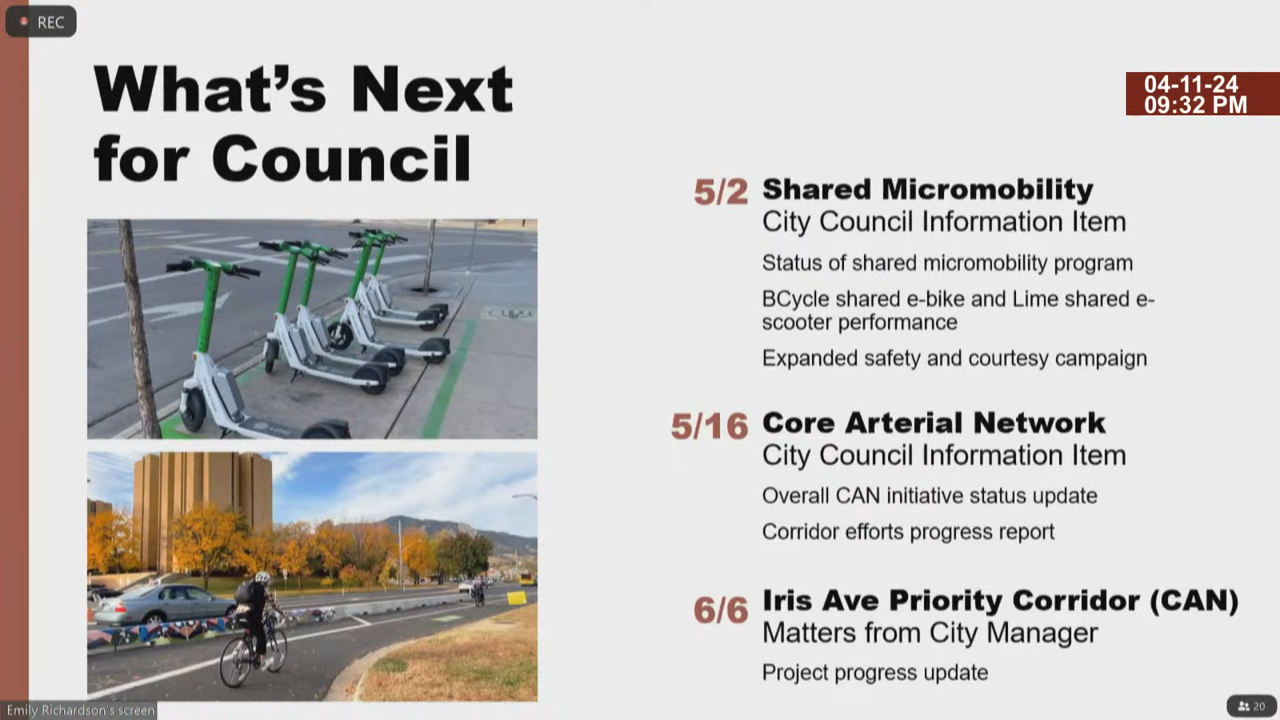 REC
What's Next
for Council
04-11-24
09:32 PM
5/2 Shared Micromobility
City Council Information Item
Status of shared micromobility program
BCycle shared e-bike and Lime shared e-
scooter performance
Expanded safety and courtesy campaign
5/16 Core Arterial Network
City Council Information Item
Overall CAN initiative status update
Corridor efforts progress report
6/6 Iris Ave Priority Corridor (CAN)
Matters from City Manager
Project progress update
Emily Richardson's screen
20